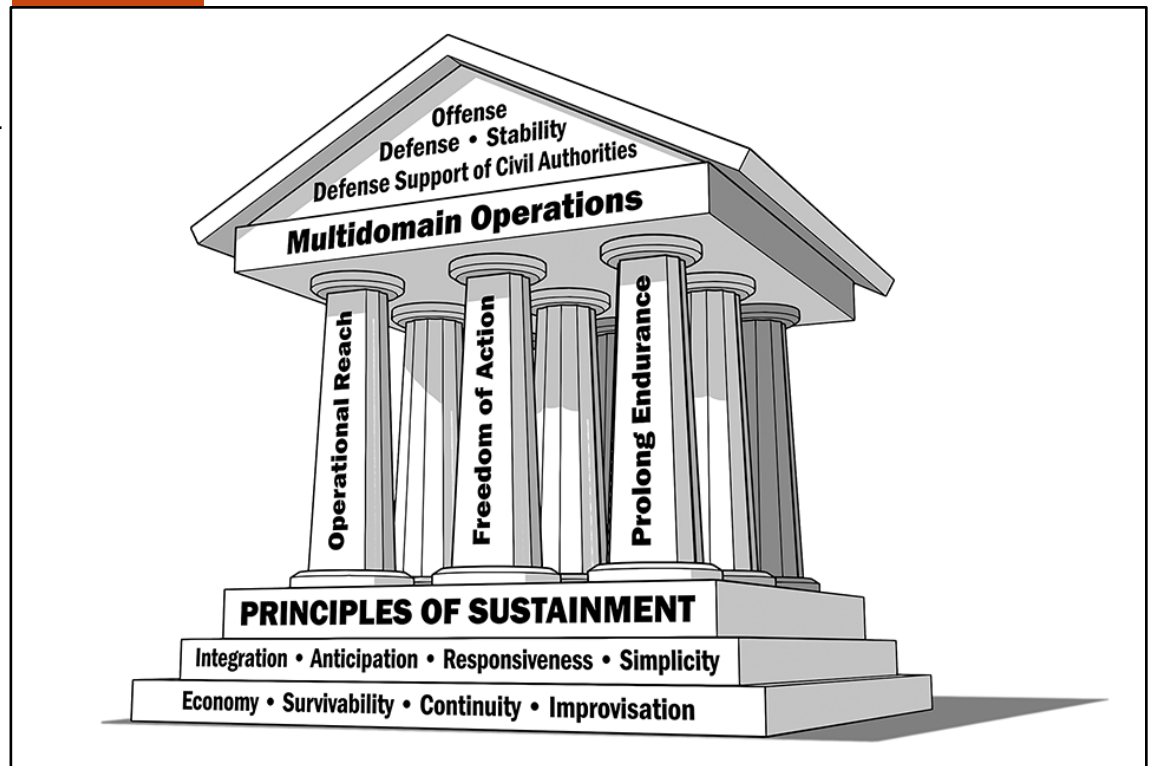 Offense
Defense • Stability
Defense Support of Civil Authorities
Multidomain Operations
Operational Reach
Freedom of Action
Prolong Endurance
PRINCIPLES OF SUSTAINMENT
Integration • Anticipation • Responsiveness • Simplicity
Economy • Survivability • Continuity • Improvisation